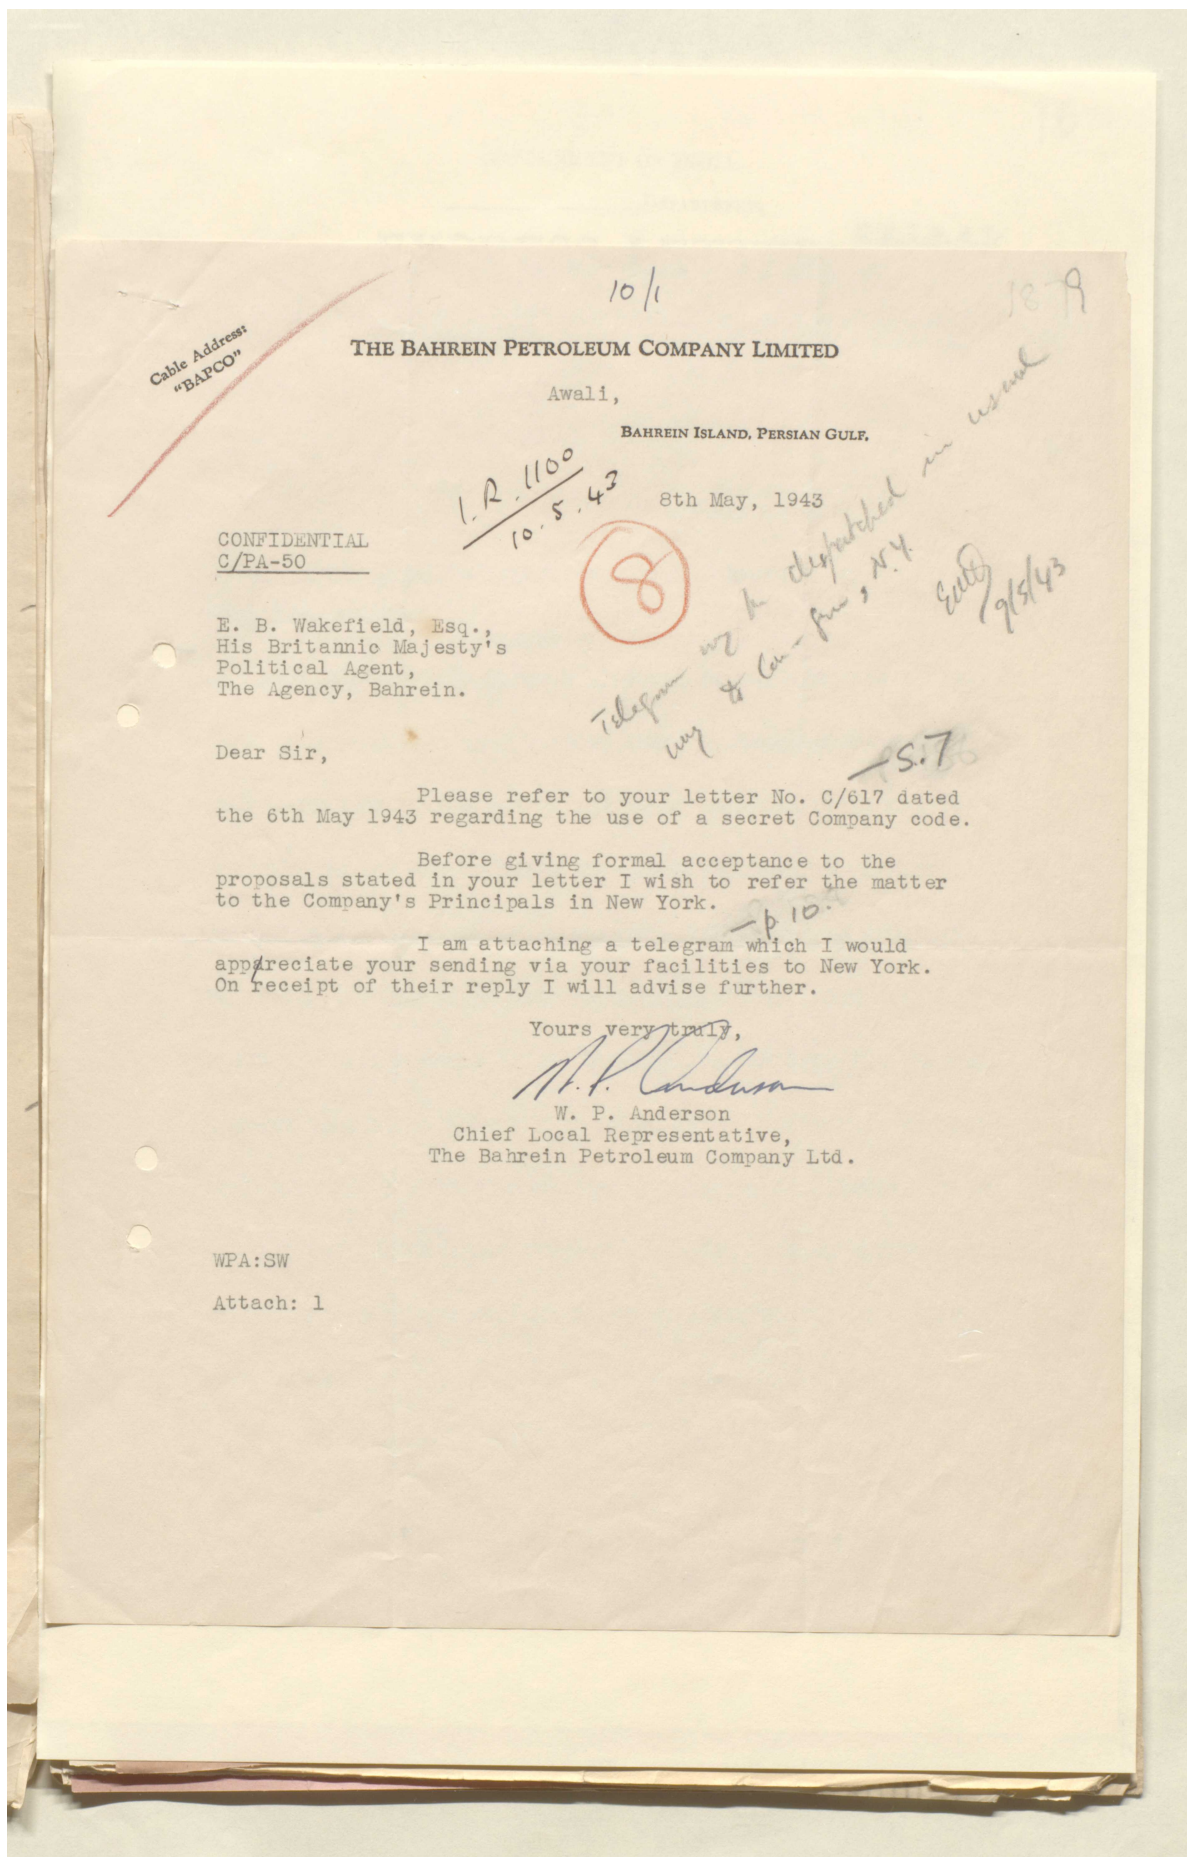 10/1
1879
Cable Address:
"BAPCO"
THE BAHREIN PETROLEUM COMPANY LIMITED
Awali,
BAHREIN ISLAND, PERSIAN GULF,
I.R. 1100
10.5.43
8th May, 1943
CONFIDENTIAL
C/PA-50
8
Telegram may be dispatched in usual
way to , N.Y.
9/5/43
E. B. Wakefield, Esq.,
His Britannic Majesty's
Political Agent,
The Agency, Bahrein.
Dear Sir,
—S.7
Please refer to your letter No. C/617 dated
the 6th May 1943 regarding the use of a secret Company code.
Before giving formal acceptance to the
proposals stated in your letter I wish to refer the matter
to the Company's Principals in New York.
—p.10.
I am attaching a telegram which I would
appreciate your sending via your facilities to New York.
On receipt of their reply I will advise further.
Yours very truly,
W. P. Anderson
W. P. Anderson
Chief Local Representative,
The Bahrein Petroleum Company Ltd.
WPA:SW
Attach: 1